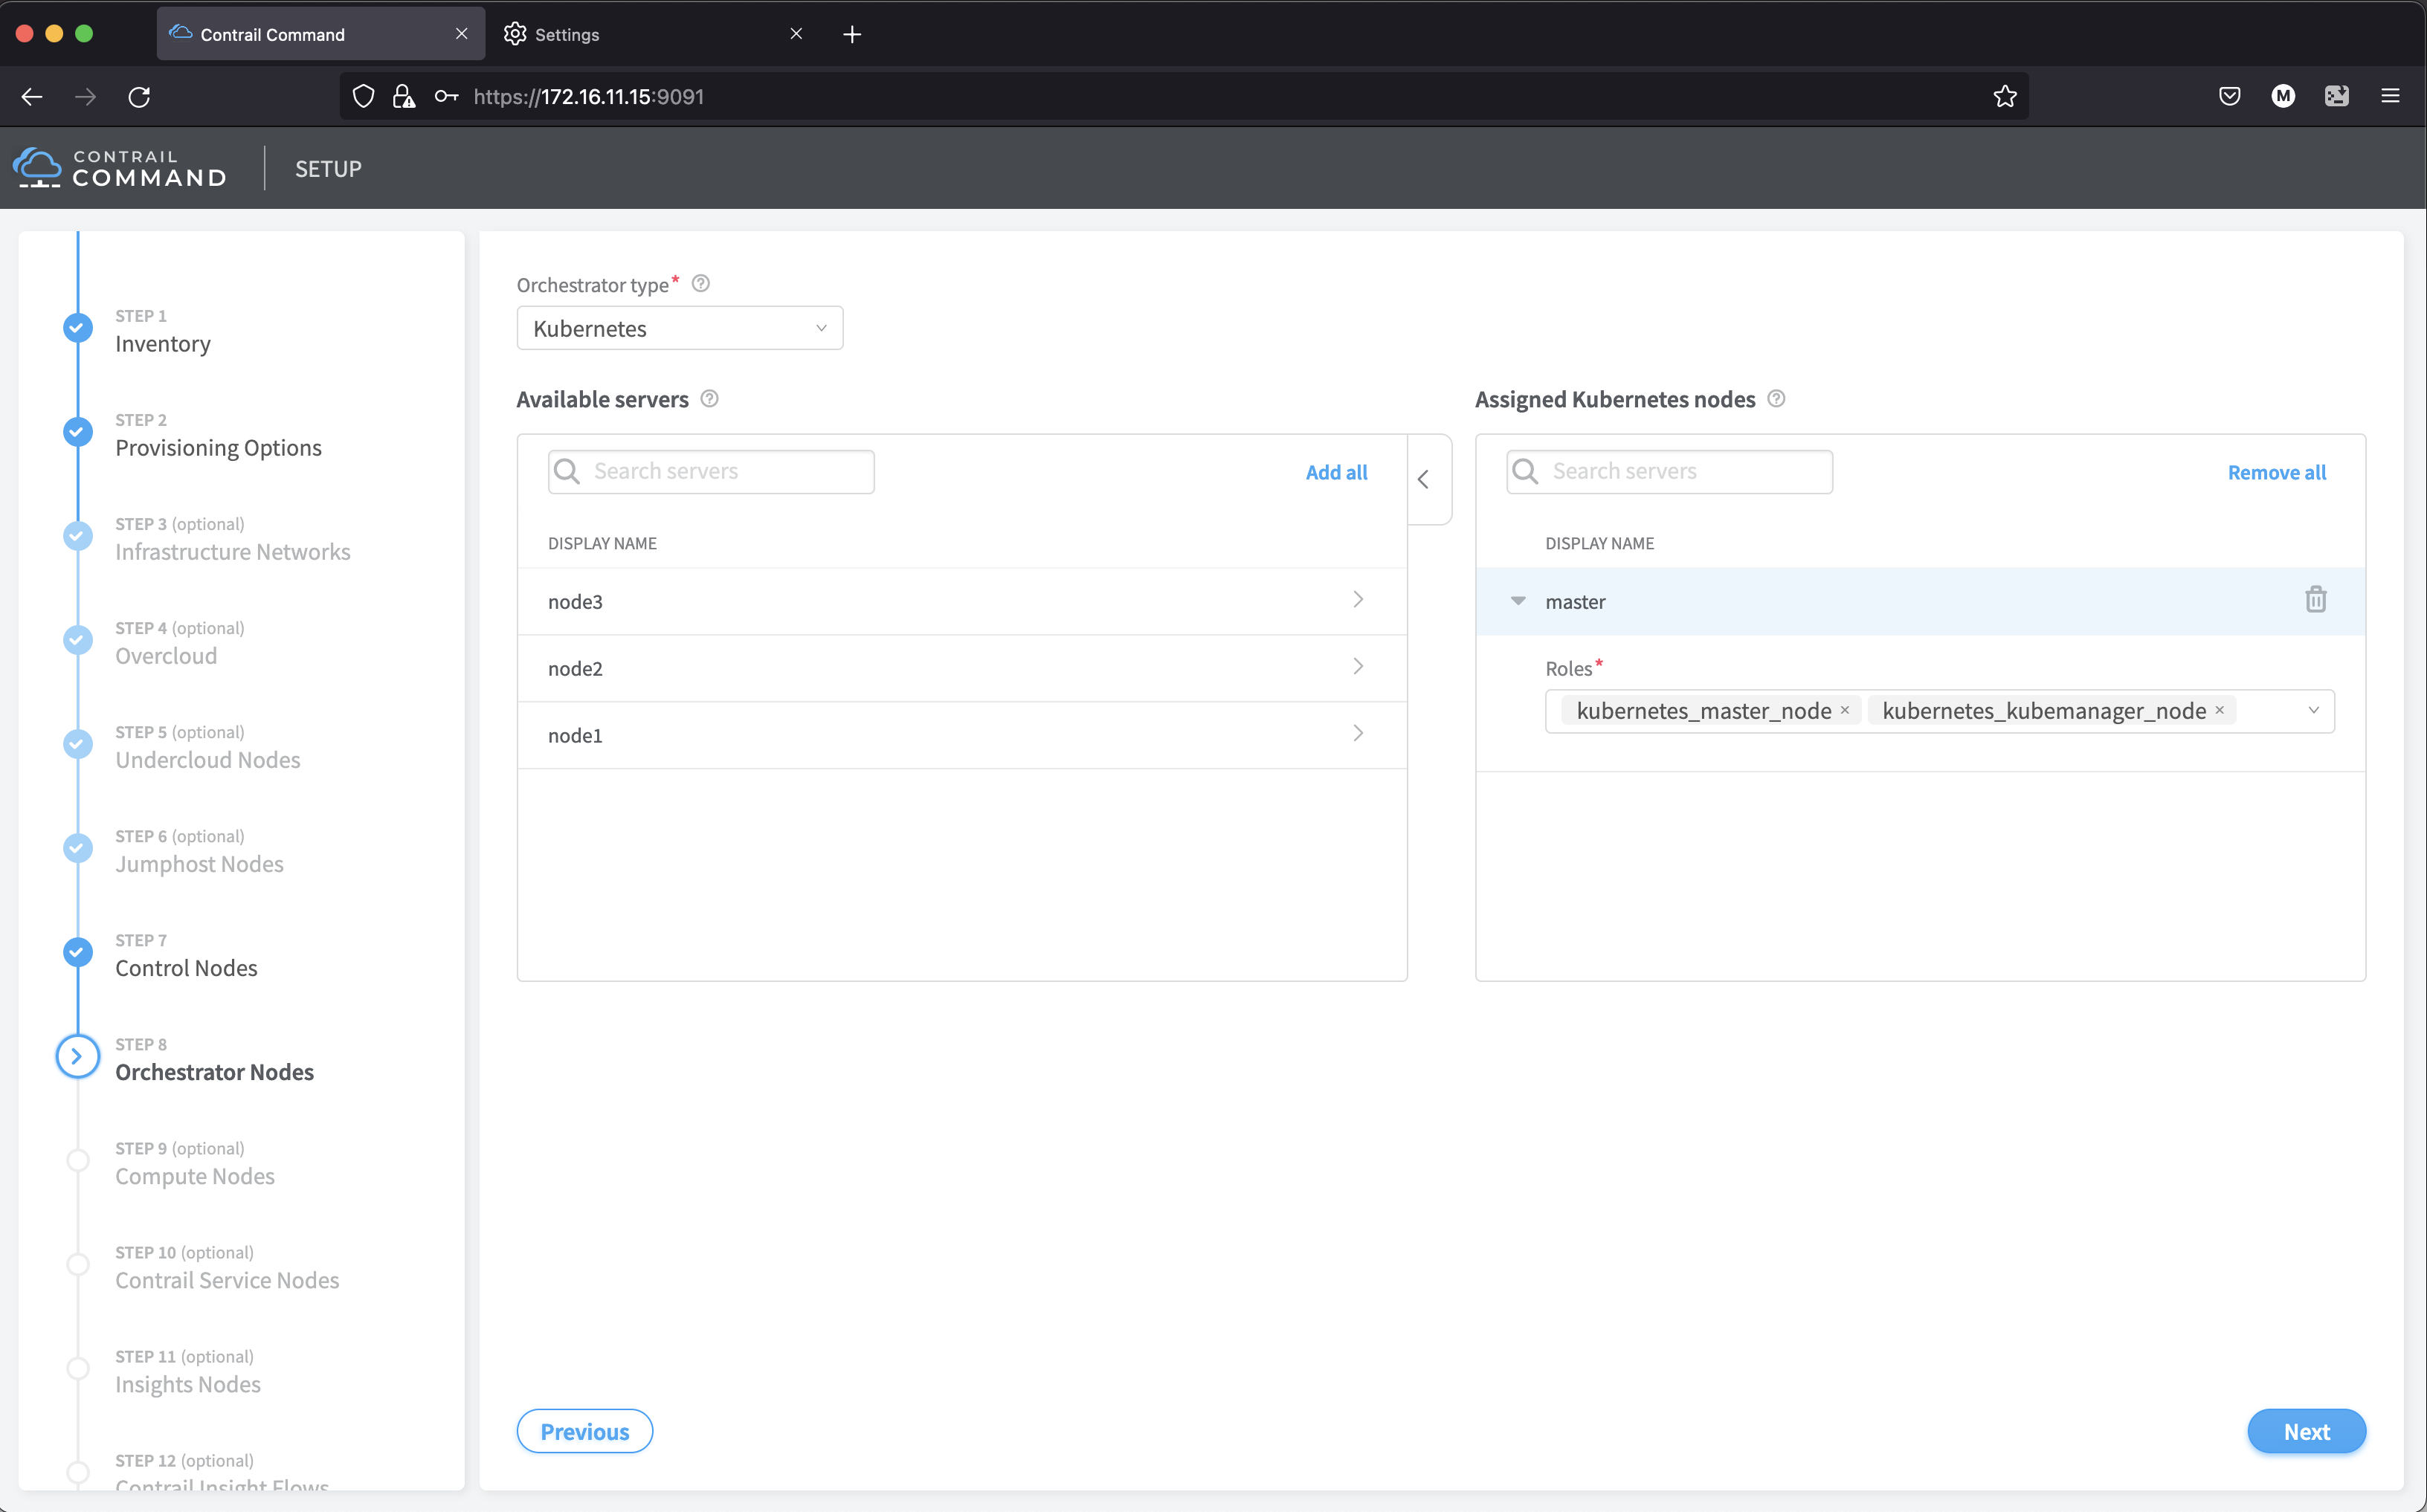 Contrail Command
Settings
https://172.16.11.15:9091
M
CONTRAIL
COMMAND
SETUP
STEP 1
Inventory
STEP 2
Provisioning Options
STEP 3 (optional)
Infrastructure Networks
STEP 4 (optional)
Overcloud
STEP 5 (optional)
Undercloud Nodes
STEP 6 (optional)
Jumphost Nodes
STEP 7
Control Nodes
STEP 8
Orchestrator Nodes
STEP 9 (optional)
Compute Nodes
STEP 10 (optional)
Contrail Service Nodes
STEP 11 (optional)
Insights Nodes
STEP 12 (optional)
Contrail Insight Flows
Orchestrator type*
Kubernetes
Available servers
Search servers
Add all
DISPLAY NAME
node3
node2
node1
Assigned Kubernetes nodes
Search servers
Remove all
DISPLAY NAME
master
Roles*
kubernetes_master_node × kubernetes_kubemanager_node ×
Previous
Next